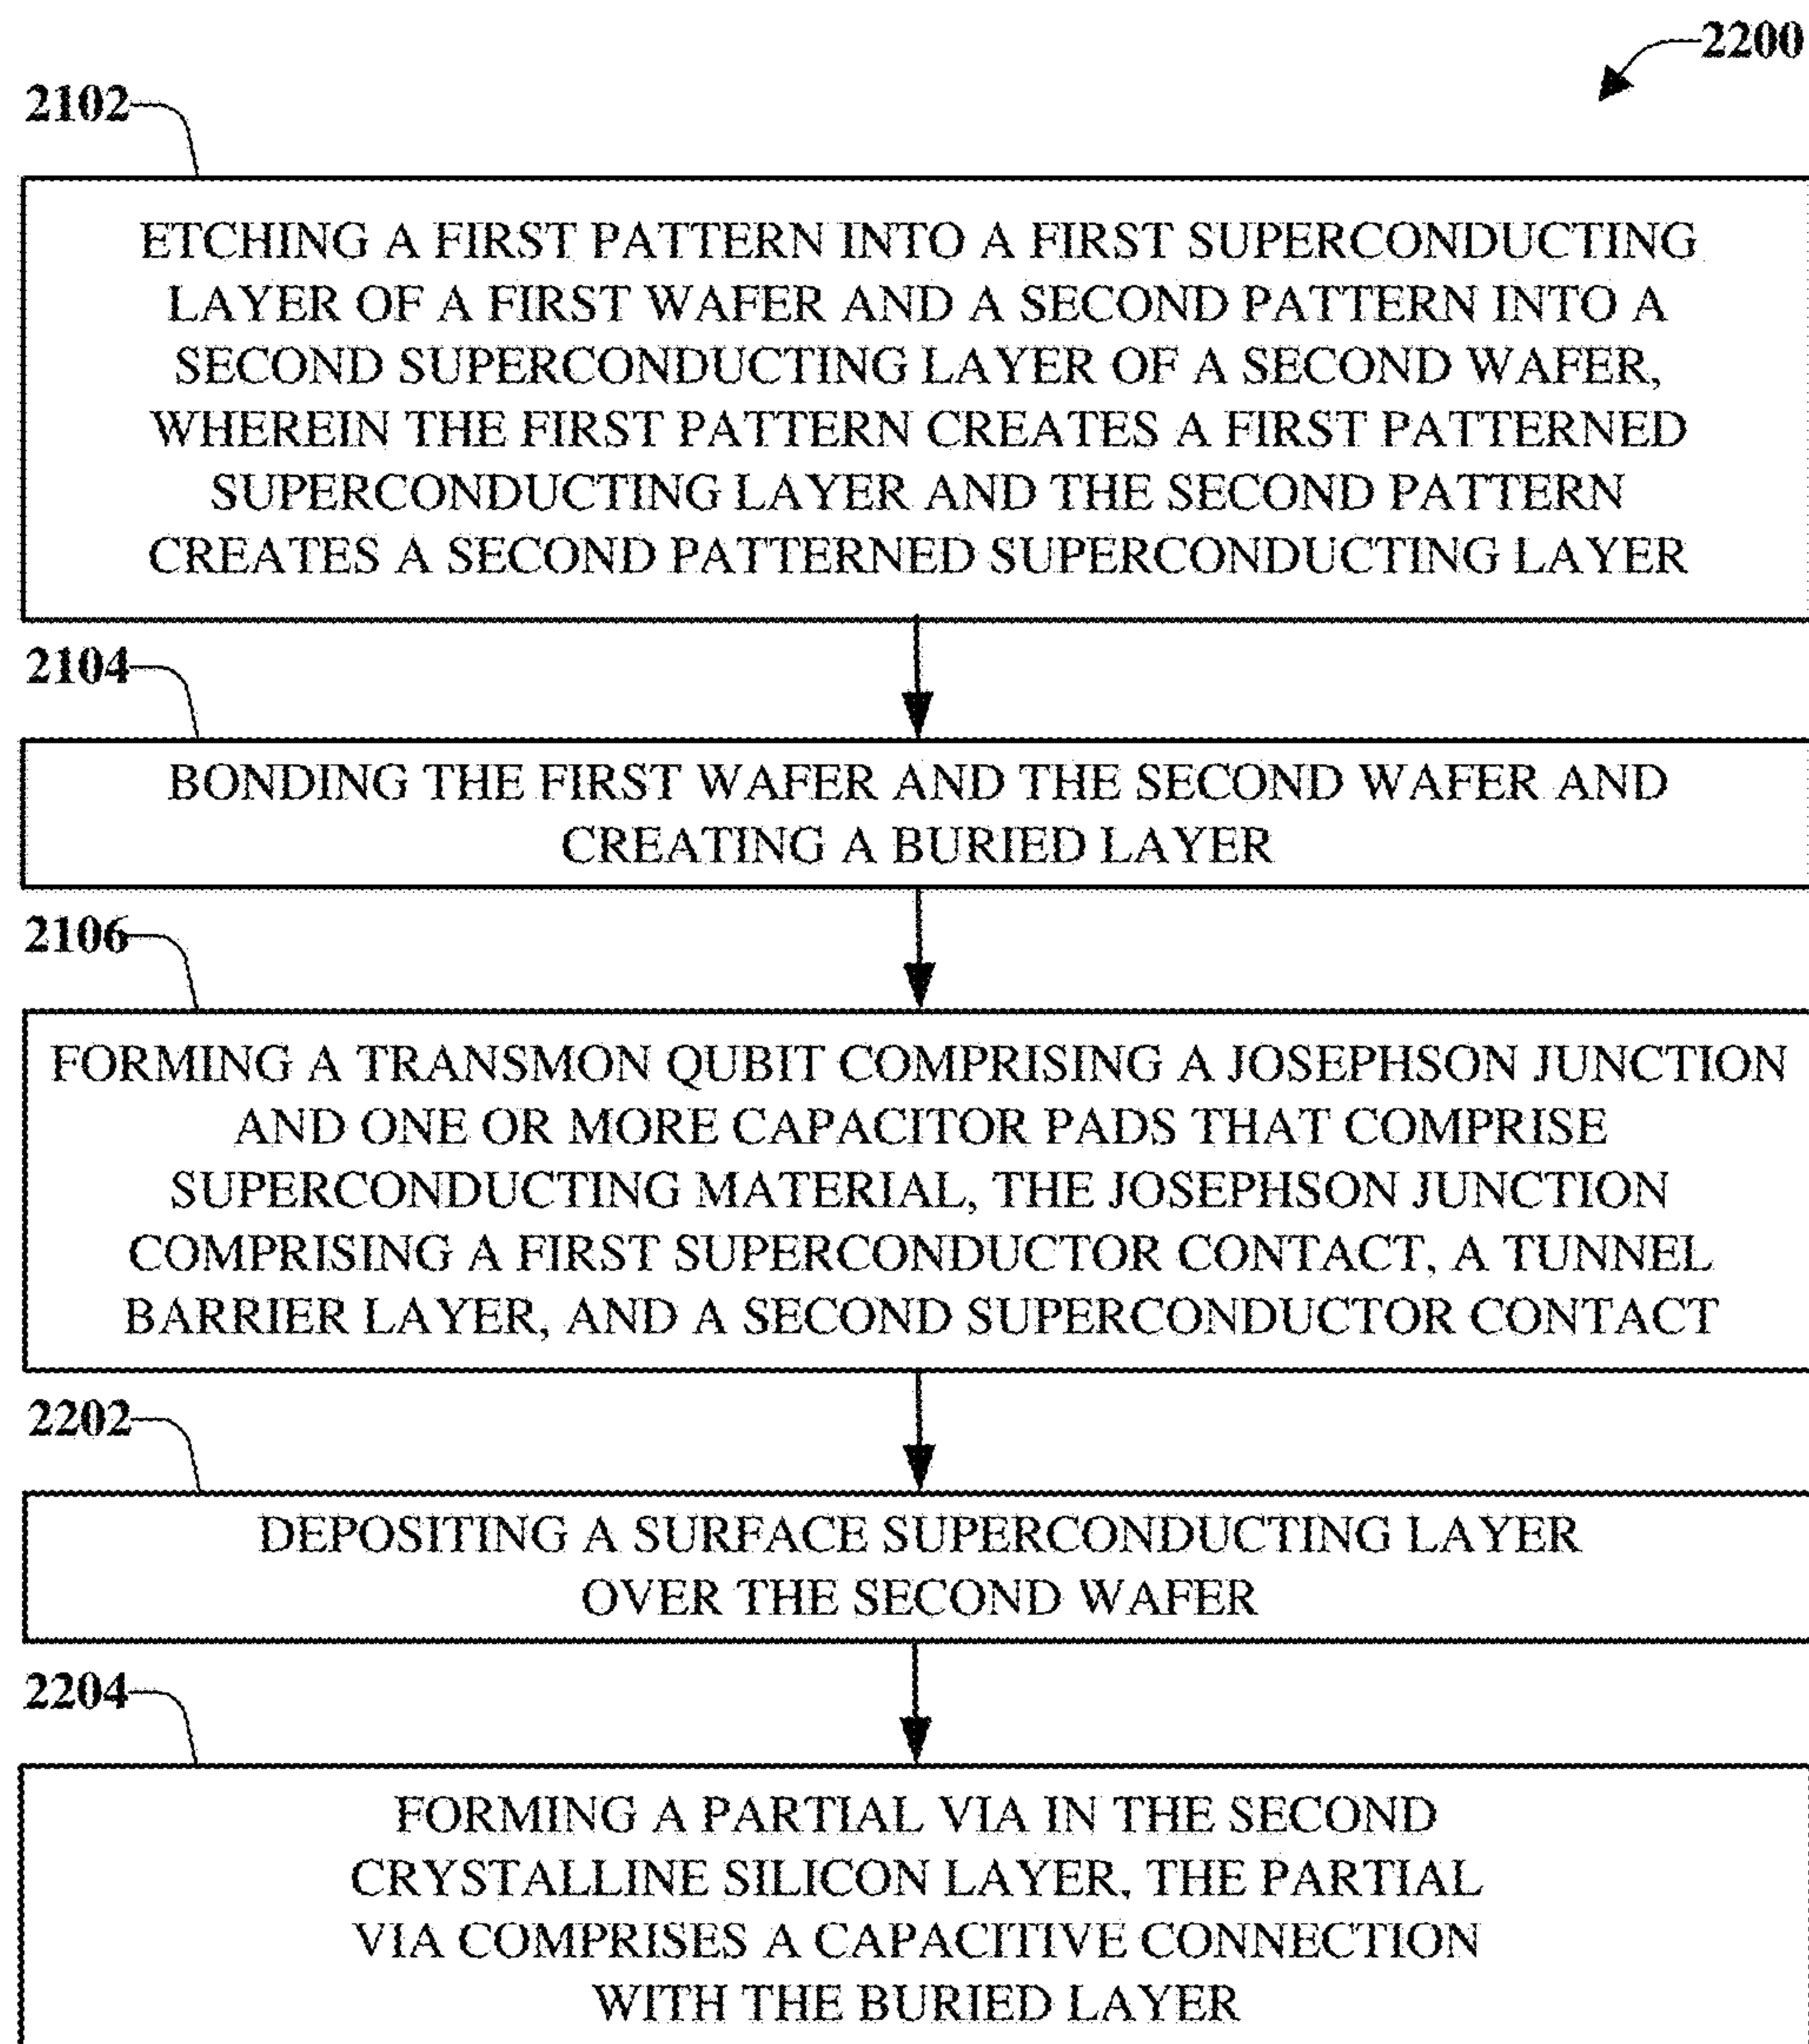 2200
2102
ETCHING A FIRST PATTERN INTO A FIRST SUPERCONDUCTING
LAYER OF A FIRST WAFER AND A SECOND PATTERN INTO A
SECOND SUPERCONDUCTING LAYER OF A SECOND WAFER,
WHEREIN THE FIRST PATTERN CREATES A FIRST PATTERNED
SUPERCONDUCTING LAYER AND THE SECOND PATTERN
CREATES A SECOND PATTERNED SUPERCONDUCTING LAYER
2104
BONDING THE FIRST WAFER AND THE SECOND WAFER AND
CREATING A BURIED LAYER
2106
FORMING A TRANSMON QUBIT COMPRISING A JOSEPHSON JUNCTION
AND ONE OR MORE CAPACITOR PADS THAT COMPRISE
SUPERCONDUCTING MATERIAL, THE JOSEPHSON JUNCTION
COMPRISING A FIRST SUPERCONDUCTOR CONTACT, A TUNNEL
BARRIER LAYER, AND A SECOND SUPERCONDUCTOR CONTACT
2202
DEPOSITING A SURFACE SUPERCONDUCTING LAYER
OVER THE SECOND WAFER
2204
FORMING A PARTIAL VIA IN THE SECOND
CRYSTALLINE SILICON LAYER, THE PARTIAL
VIA COMPRISES A CAPACITIVE CONNECTION
WITH THE BURIED LAYER